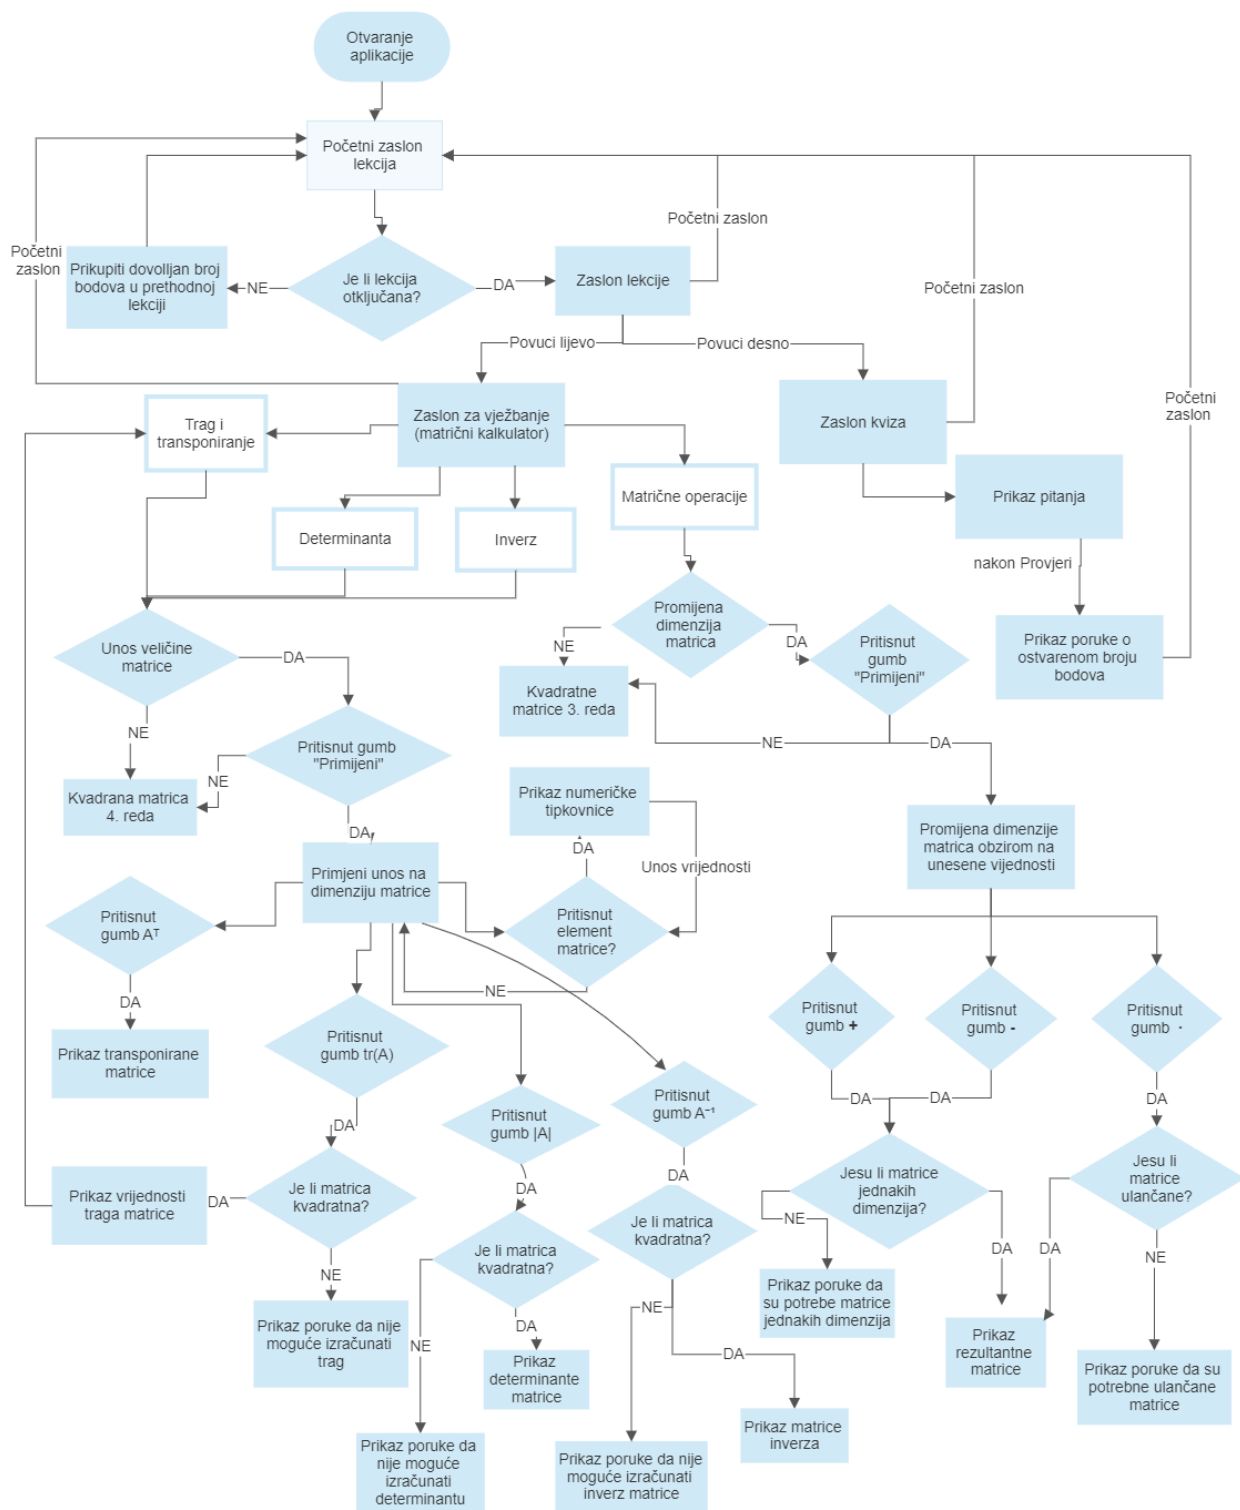 Otvaranje
aplikacije
Početni zaslon
lekcija
Početni
zaslon
Prikupiti dovolljan broj
bodova u prethodnoj
lekciji
NE
Je li lekcija
otključana?
DA
Zaslon lekcije
Početni zaslon
Početni zaslon
Početni
zaslon
Povuci lijevo
Povuci desno
Trag i
transponiranje
Zaslon za vježbanje
(matrični kalkulator)
Zaslon kviza
Matrične operacije
Prikaz pitanja
Determinanta
Inverz
nakon Provjeri
Promijena
dimenzija
matrica
NE
DA
Pritisnut
gumb
"Primijeni"
Prikaz poruke o
ostvarenom broju
bodova
Unos veličine
matrice
DA
Kvadratne
matrice 3. reda
NE
DA
NE
Pritisnut gumb
"Primijeni"
NE
Kvadrana matrica
4. reda
DA
Prikaz numeričke
tipkovnice
DA
Unos vrijednosti
Promijena dimenzije
matrica obzirom na
unesene vijednosti
Primjeni unos na
dimenziju matrice
Pritisnut
gumb Aᵀ
Pritisnut
element
matrice?
NE
DA
Prikaz transponirane
matrice
Pritisnut
gumb tr(A)
Pritisnut
gumb +
Pritisnut
gumb -
Pritisnut
gumb ·
Pritisnut
gumb |A|
Pritisnut
gumb A⁻¹
DA
DA
DA
DA
DA
DA
Prikaz vrijednosti
traga matrice
DA
Je li matrica
kvadratna?
Je li matrica
kvadratna?
Je li matrica
kvadratna?
Jesu li matrice
jednakih
dimenzija?
Jesu li
matrice
ulančane?
NE
NE
DA
DA
NE
Prikaz poruke da nije
moguće izračunati
trag
NE
DA
NE
DA
Prikaz poruke da
su potrebe matrice
jednakih dimenzija
Prikaz
rezultantne
matrice
Prikaz poruke da su
potrebne ulančane
matrice
Prikaz
determinante
matrice
Prikaz poruke da
nije moguće
izračunati
determinantu
Prikaz poruke da nije
moguće izračunati
inverz matrice
Prikaz matrice
inverza